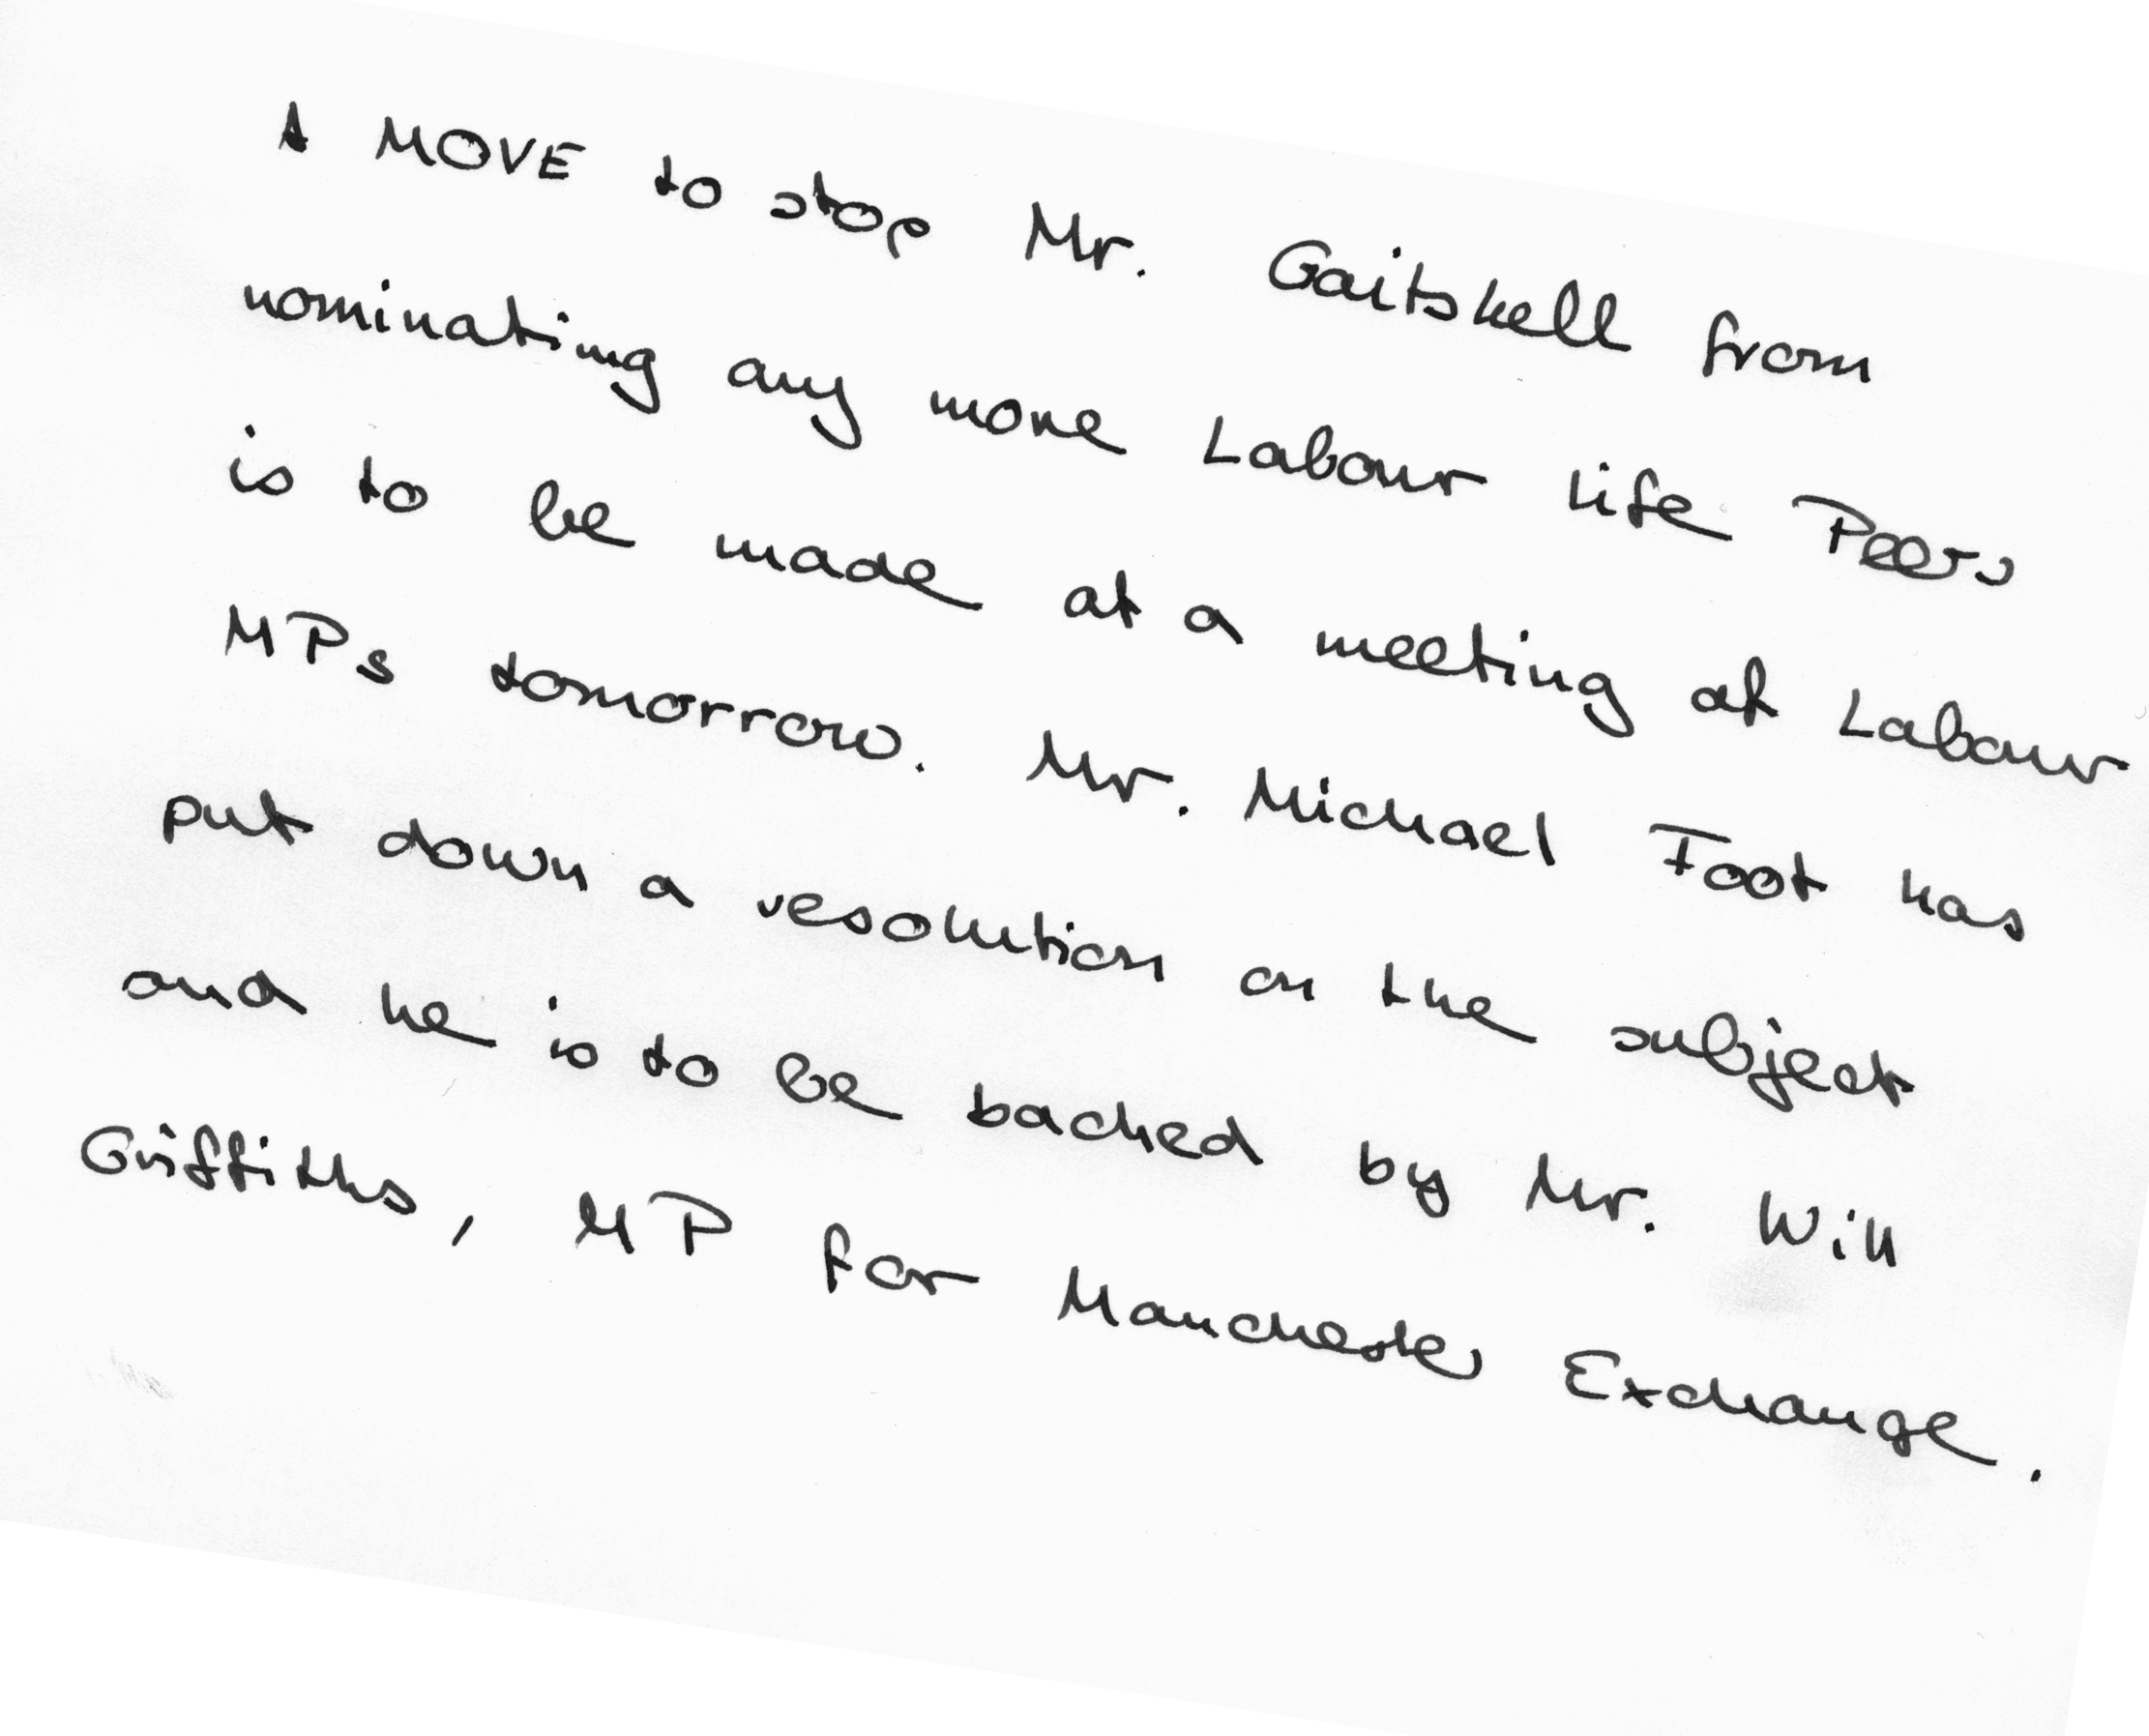 A MOVE to stop Mr. Gaitskell from
nominating any more Labour life Peers
is to be made at a meeting of Labour
MPs tomorrow. Mr. Michael Foot has
put down a resolution on the subject
and he is to be backed by Mr. Will
Griffiths, MP for Manchester Exchange.